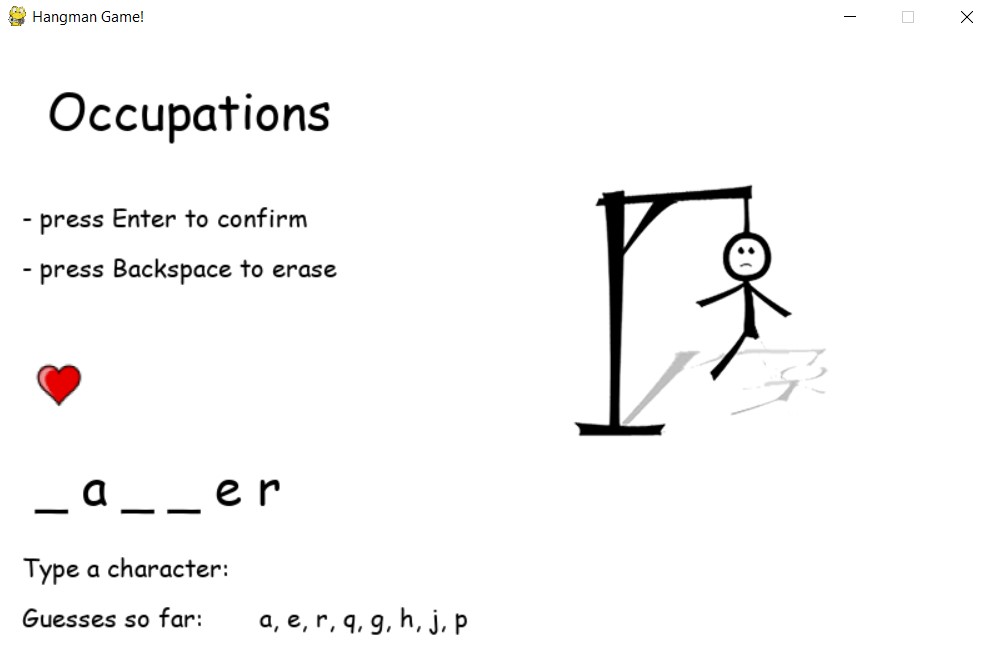 Hangman Game!
Occupations
- press Enter to confirm
- press Backspace to erase
_ a _ _ e r
Type a character:
Guesses so far: a, e, r, q, g, h, j, p